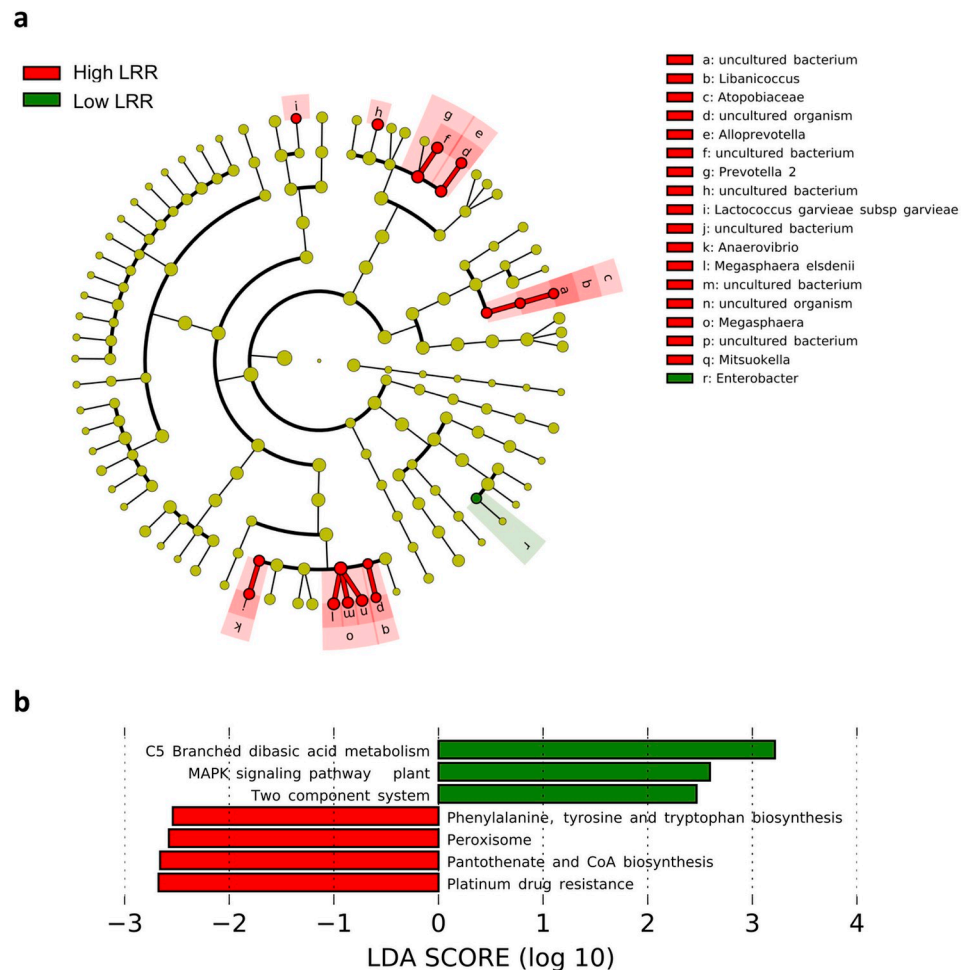 a
High LRR
Low LRR
a: uncultured bacterium
b: Libanicoccus
c: Atopobiaceae
d: uncultured organism
e: Alloprevotella
f: uncultured bacterium
g: Prevotella 2
h: uncultured bacterium
i: Lactococcus garvieae subsp garvieae
j: uncultured bacterium
k: Anaerovibrio
l: Megasphaera elsdenii
m: uncultured bacterium
n: uncultured organism
o: Megasphaera
p: uncultured bacterium
q: Mitsuokella
r: Enterobacter
i
h
g
e
f
d
a
b
c
r
j
k
l
m
n
p
o
q
b
C5 Branched dibasic acid metabolism
MAPK signaling pathway plant
Two component system
Phenylalanine, tyrosine and tryptophan biosynthesis
Peroxisome
Pantothenate and CoA biosynthesis
Platinum drug resistance
−3 −2 −1 0 1 2 3 4
LDA SCORE (log 10)